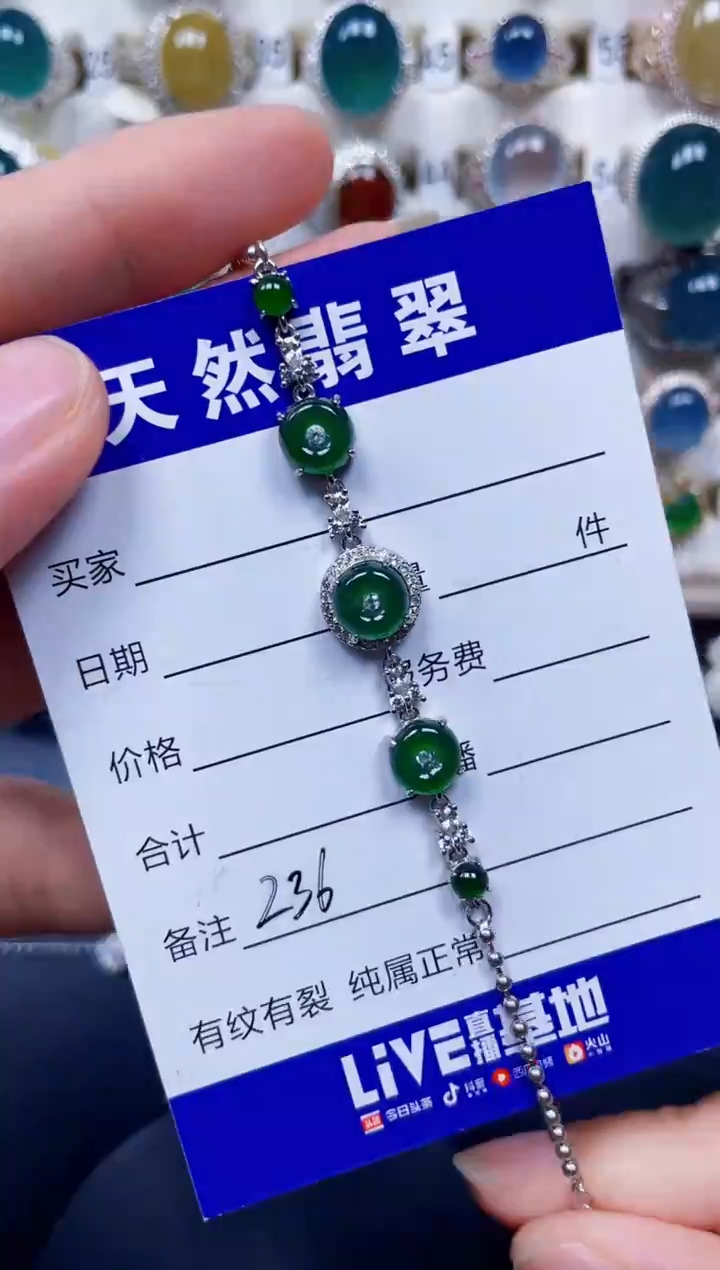 天然翡翠
买家
件
日期
务费
价格
合计
备注 236
有纹有裂 纯属正常
LiVE直播基地
今日头条 抖音 火山